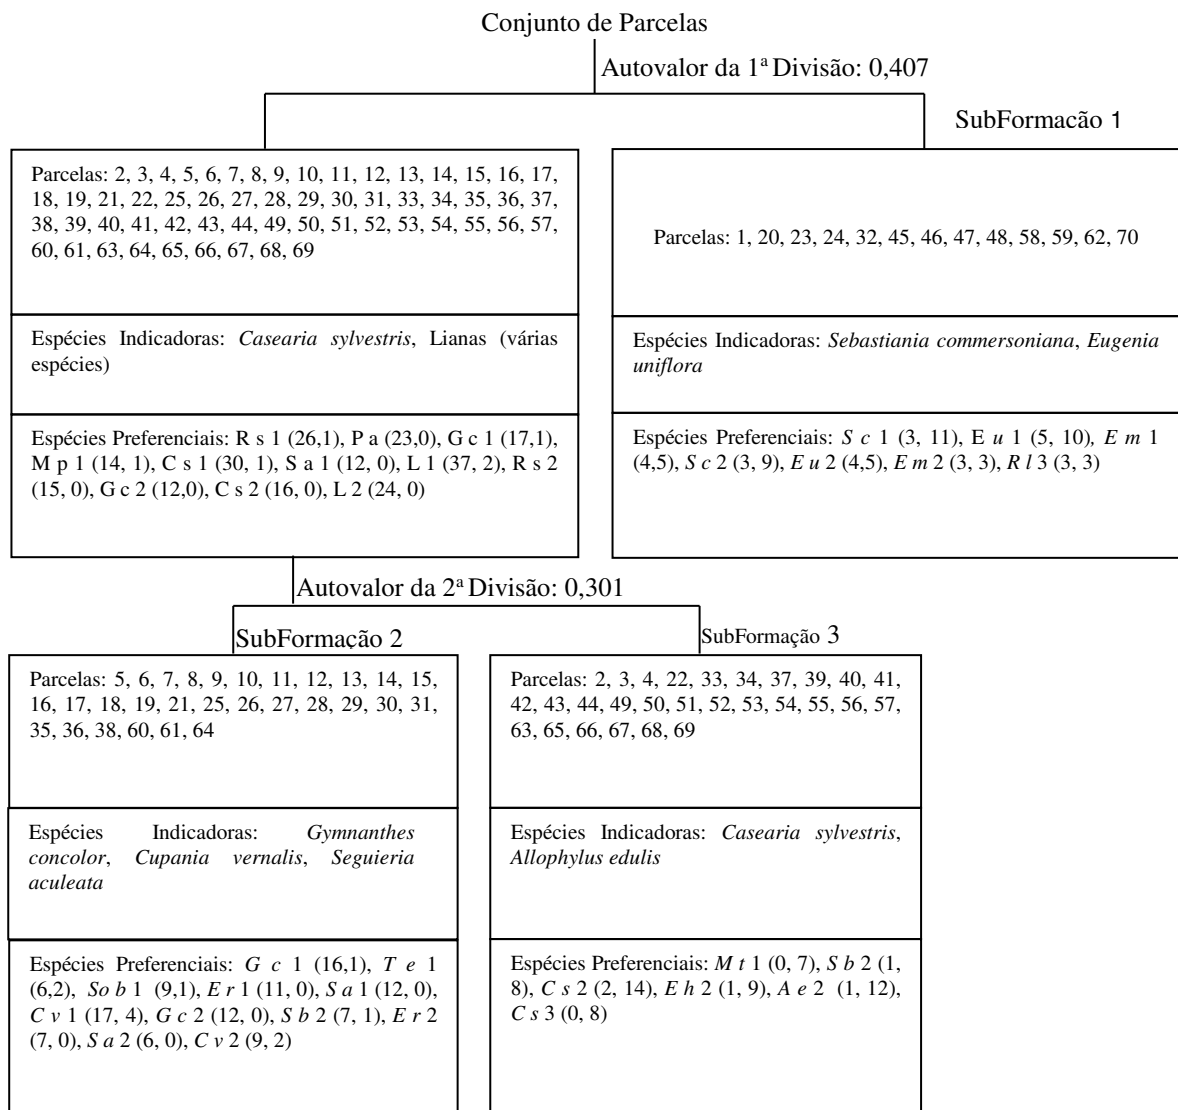 Conjunto de Parcelas
Autovalor da 1ª Divisão: 0,407
SubFormacão 1
Parcelas: 2, 3, 4, 5, 6, 7, 8, 9, 10, 11, 12, 13, 14, 15, 16, 17,
18, 19, 21, 22, 25, 26, 27, 28, 29, 30, 31, 33, 34, 35, 36, 37,
38, 39, 40, 41, 42, 43, 44, 49, 50, 51, 52, 53, 54, 55, 56, 57,
60, 61, 63, 64, 65, 66, 67, 68, 69
Espécies Indicadoras: Casearia sylvestris, Lianas (várias
espécies)
Espécies Preferenciais: R s 1 (26,1), P a (23,0), G c 1 (17,1),
M p 1 (14, 1), C s 1 (30, 1), S a 1 (12, 0), L 1 (37, 2), R s 2
(15, 0), G c 2 (12,0), C s 2 (16, 0), L 2 (24, 0)
Parcelas: 1, 20, 23, 24, 32, 45, 46, 47, 48, 58, 59, 62, 70
Espécies Indicadoras: Sebastiania commersoniana, Eugenia
uniflora
Espécies Preferenciais: S c 1 (3, 11), E u 1 (5, 10), E m 1
(4,5), S c 2 (3, 9), E u 2 (4,5), E m 2 (3, 3), R l 3 (3, 3)
Autovalor da 2ª Divisão: 0,301
SubFormação 2
Parcelas: 5, 6, 7, 8, 9, 10, 11, 12, 13, 14, 15,
16, 17, 18, 19, 21, 25, 26, 27, 28, 29, 30, 31,
35, 36, 38, 60, 61, 64
Espécies Indicadoras: Gymnanthes
concolor, Cupania vernalis, Seguieria
aculeata
Espécies Preferenciais: G c 1 (16,1), T e 1
(6,2), So b 1 (9,1), E r 1 (11, 0), S a 1 (12, 0),
C v 1 (17, 4), G c 2 (12, 0), S b 2 (7, 1), E r 2
(7, 0), S a 2 (6, 0), C v 2 (9, 2)
SubFormação 3
Parcelas: 2, 3, 4, 22, 33, 34, 37, 39, 40, 41,
42, 43, 44, 49, 50, 51, 52, 53, 54, 55, 56, 57,
63, 65, 66, 67, 68, 69
Espécies Indicadoras: Casearia sylvestris,
Allophylus edulis
Espécies Preferenciais: M t 1 (0, 7), S b 2 (1,
8), C s 2 (2, 14), E h 2 (1, 9), A e 2 (1, 12),
C s 3 (0, 8)